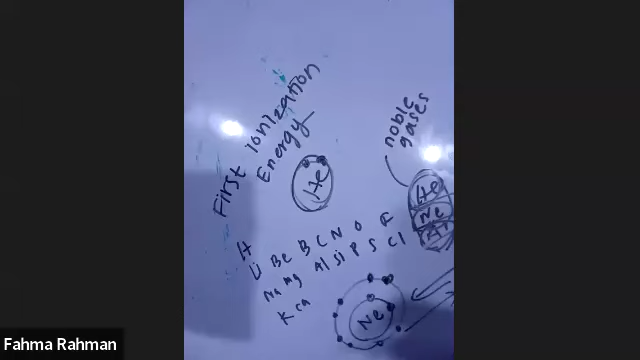 First ionization
Energy
noble
gases
He
He
Ne
Ar
H
Li Be B C N O F
Na Mg Al Si P S Cl
K Ca
Ne
Fahma Rahman